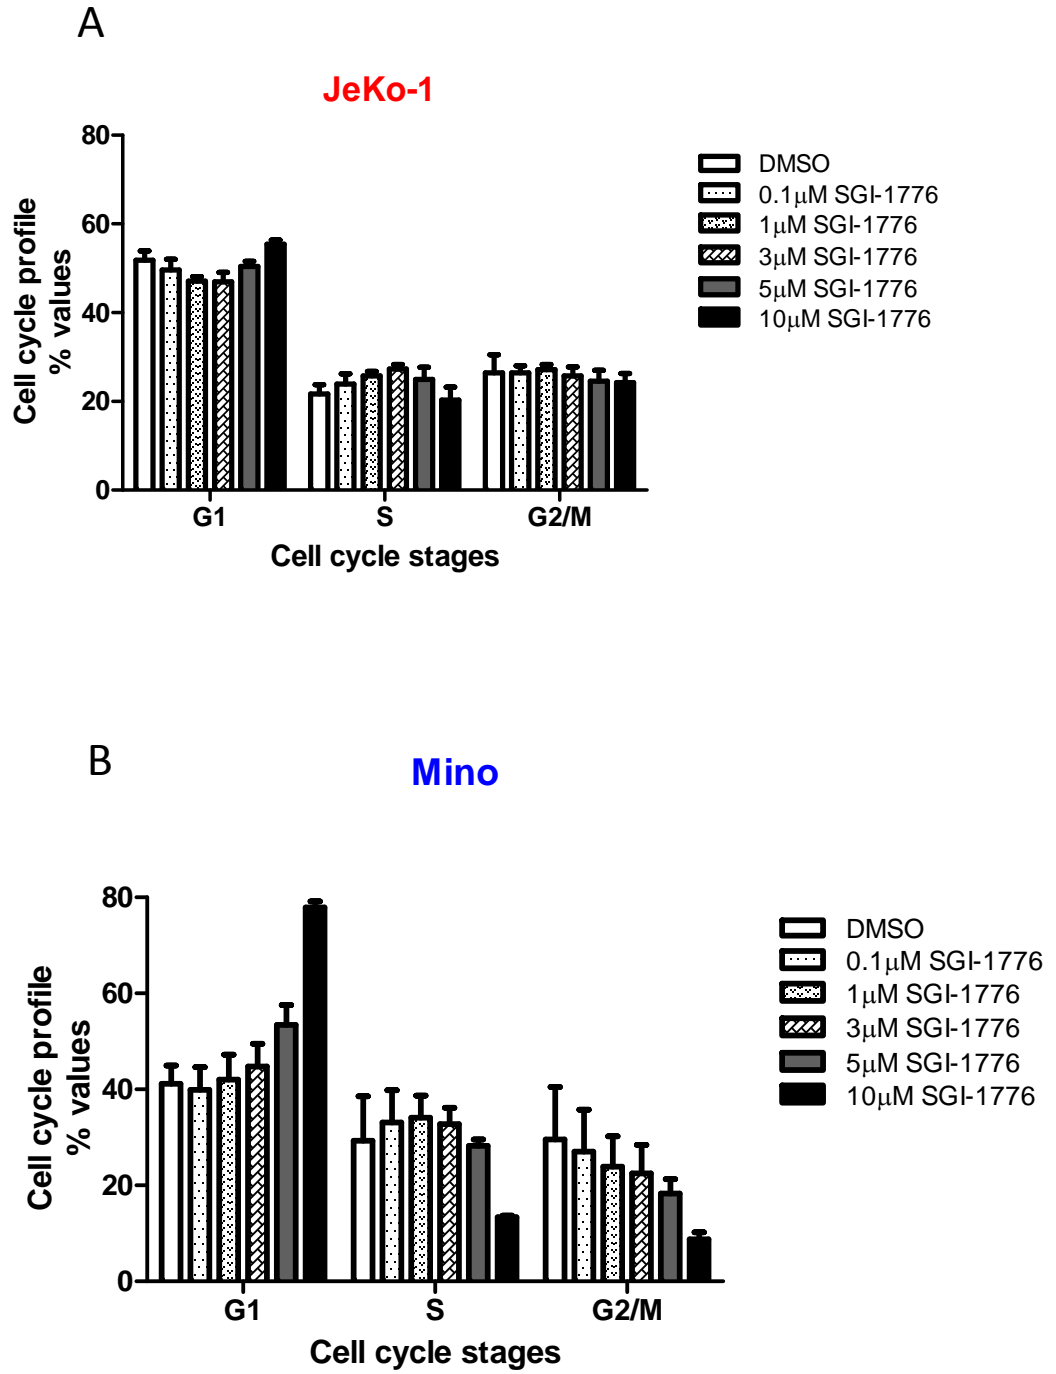 A
JeKo-1
80
60
40
20
0
Cell cycle profile
% values
G1 S G2/M
Cell cycle stages
DMSO
0.1μM SGI-1776
1μM SGI-1776
3μM SGI-1776
5μM SGI-1776
10μM SGI-1776
B
Mino
80
60
40
20
0
Cell cycle profile
% values
G1 S G2/M
Cell cycle stages
DMSO
0.1μM SGI-1776
1μM SGI-1776
3μM SGI-1776
5μM SGI-1776
10μM SGI-1776